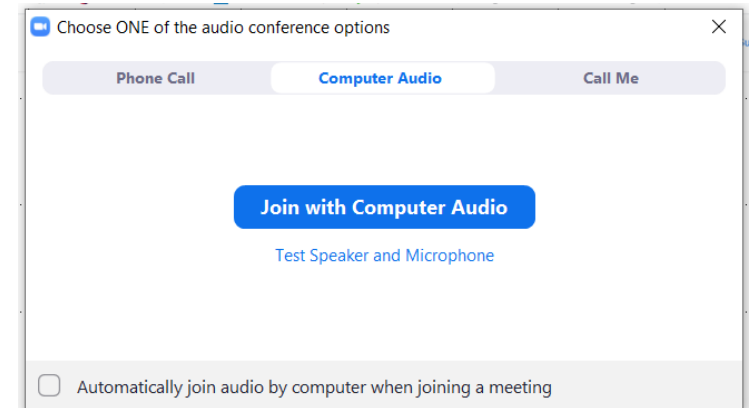 Choose ONE of the audio conference options
Phone Call Computer Audio Call Me
Join with Computer Audio
Test Speaker and Microphone
Automatically join audio by computer when joining a meeting